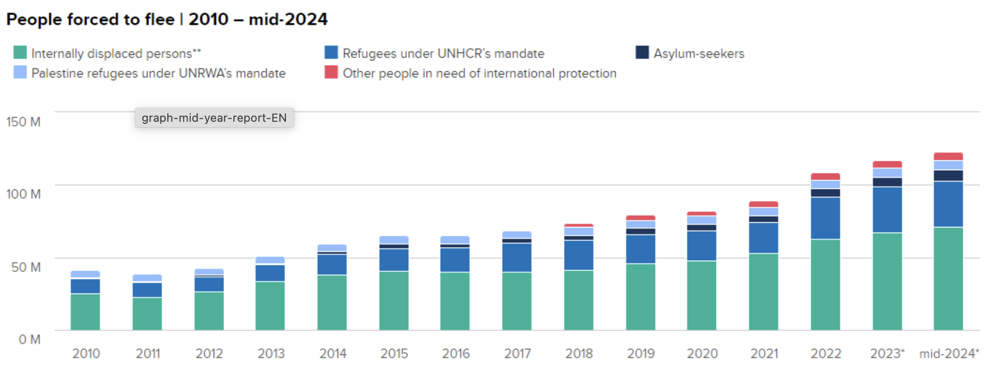 People forced to flee | 2010 – mid-2024
Internally displaced persons**
Refugees under UNHCR's mandate
Asylum-seekers
Palestine refugees under UNRWA's mandate
Other people in need of international protection
graph-mid-year-report-EN
150 M
100 M
50 M
0 M
2010 2011 2012 2013 2014 2015 2016 2017 2018 2019 2020 2021 2022 2023* mid-2024*